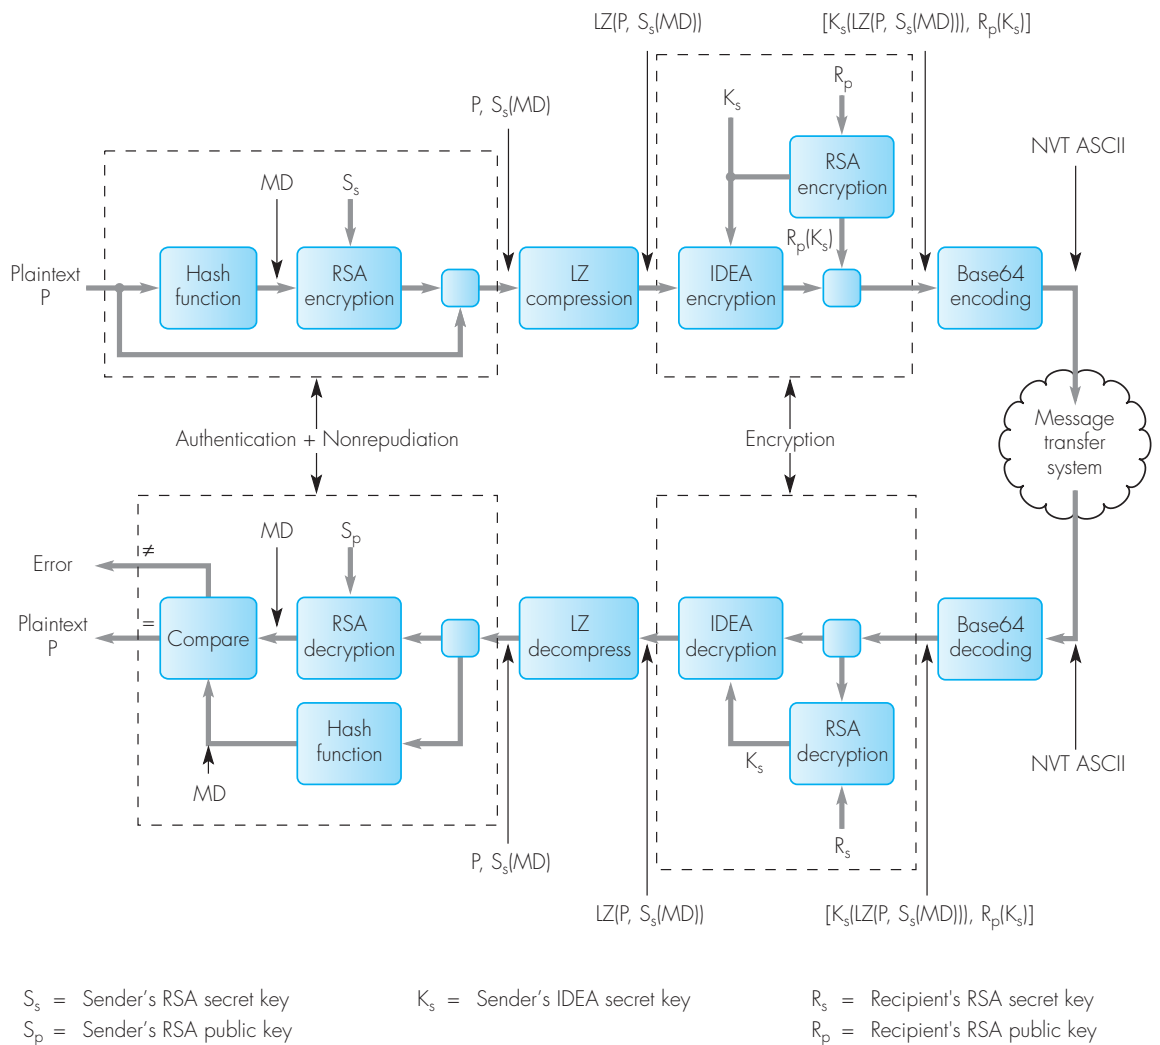 LZ(P, Sₛ(MD))
[Kₛ(LZ(P, Sₛ(MD))), Rₚ(Kₛ)]
Rₚ
Kₛ
P, Sₛ(MD)
NVT ASCII
RSA
encryption
MD
Sₛ
Rₚ(Kₛ)
Plaintext
P
Hash
function
RSA
encryption
LZ
compression
IDEA
encryption
Base64
encoding
Authentication + Nonrepudiation
Encryption
Message
transfer
system
MD
Sₚ
≠
Error
Plaintext
P
=
Compare
RSA
decryption
LZ
decompress
IDEA
decryption
Base64
decoding
Hash
function
RSA
decryption
Kₛ
MD
NVT ASCII
Rₛ
P, Sₛ(MD)
LZ(P, Sₛ(MD))
[Kₛ(LZ(P, Sₛ(MD))), Rₚ(Kₛ)]
Sₛ = Sender's RSA secret key
Kₛ = Sender's IDEA secret key
Rₛ = Recipient's RSA secret key
Sₚ = Sender's RSA public key
Rₚ = Recipient's RSA public key